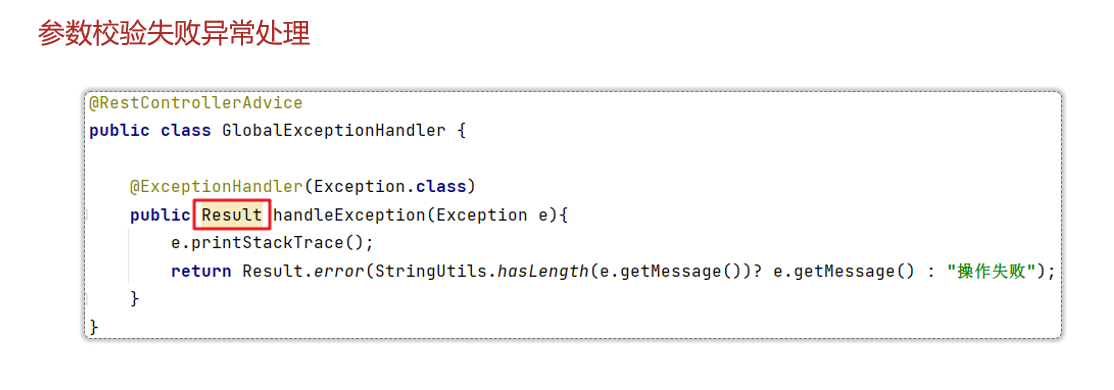 参数校验失败异常处理
@RestControllerAdvice
public class GlobalExceptionHandler {
@ExceptionHandler(Exception.class)
public Result handleException(Exception e){
e.printStackTrace();
return Result.error(StringUtils.hasLength(e.getMessage())? e.getMessage() : "操作失败");
}
}